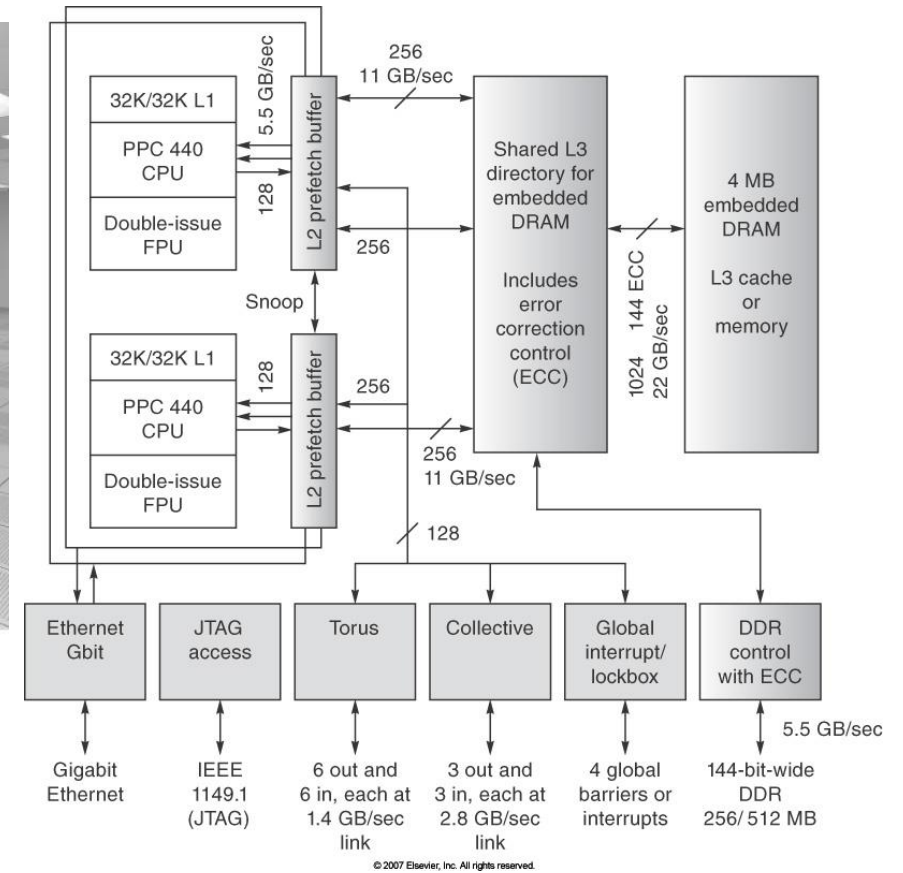 256
11 GB/sec
5.5 GB/sec
32K/32K L1
PPC 440
CPU
Double-issue
FPU
128
L2 prefetch buffer
256
Shared L3
directory for
embedded
DRAM
Includes
error
correction
control
(ECC)
1024 144 ECC
22 GB/sec
4 MB
embedded
DRAM
L3 cache
or
memory
Snoop
32K/32K L1
PPC 440
CPU
Double-issue
FPU
128
L2 prefetch buffer
256
256
11 GB/sec
128
Ethernet
Gbit
JTAG
access
Torus
Collective
Global
interrupt/
lockbox
DDR
control
with ECC
5.5 GB/sec
Gigabit
Ethernet
IEEE
1149.1
(JTAG)
6 out and
6 in, each at
1.4 GB/sec
link
3 out and
3 in, each at
2.8 GB/sec
link
4 global
barriers or
interrupts
144-bit-wide
DDR
256/512 MB
© 2007 Elsevier, Inc. All rights reserved.